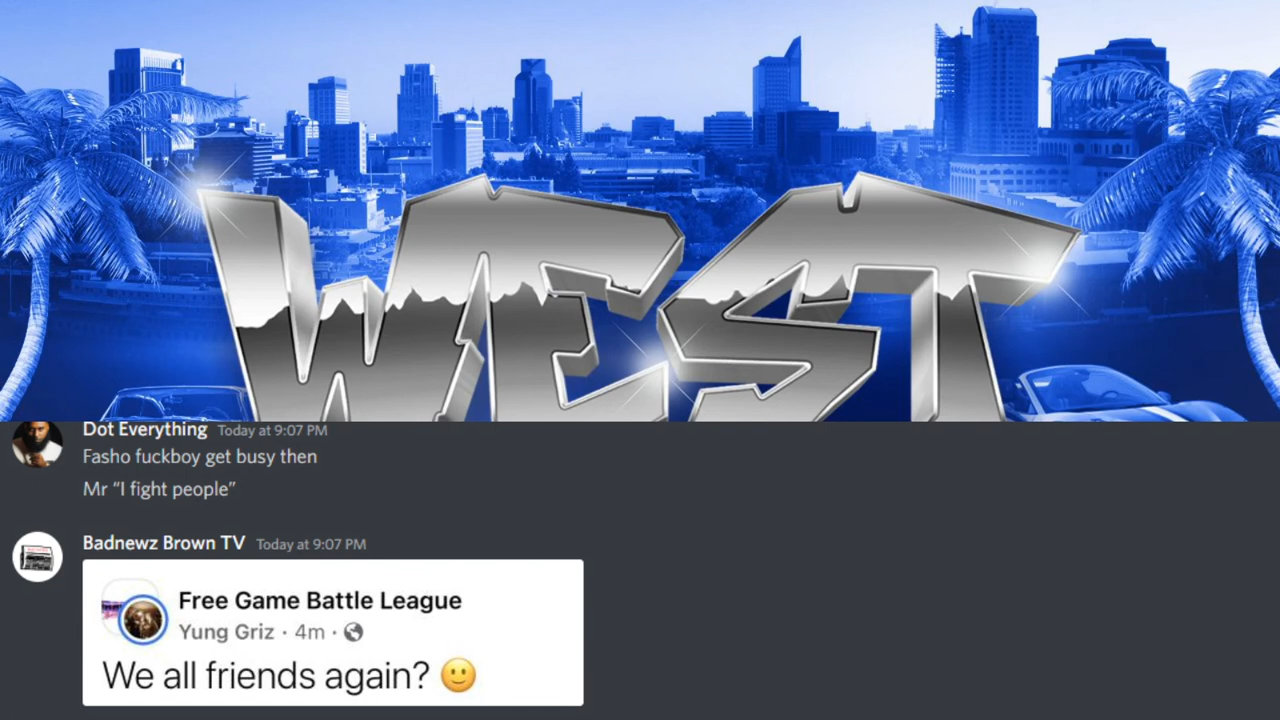 WEST
Dot Everything Today at 9:07 PM
Fasho fuckboy get busy then
Mr “I fight people”
Badnewz Brown TV Today at 9:07 PM
Free Game Battle League
Yung Griz · 4m ·
We all friends again? 🙂